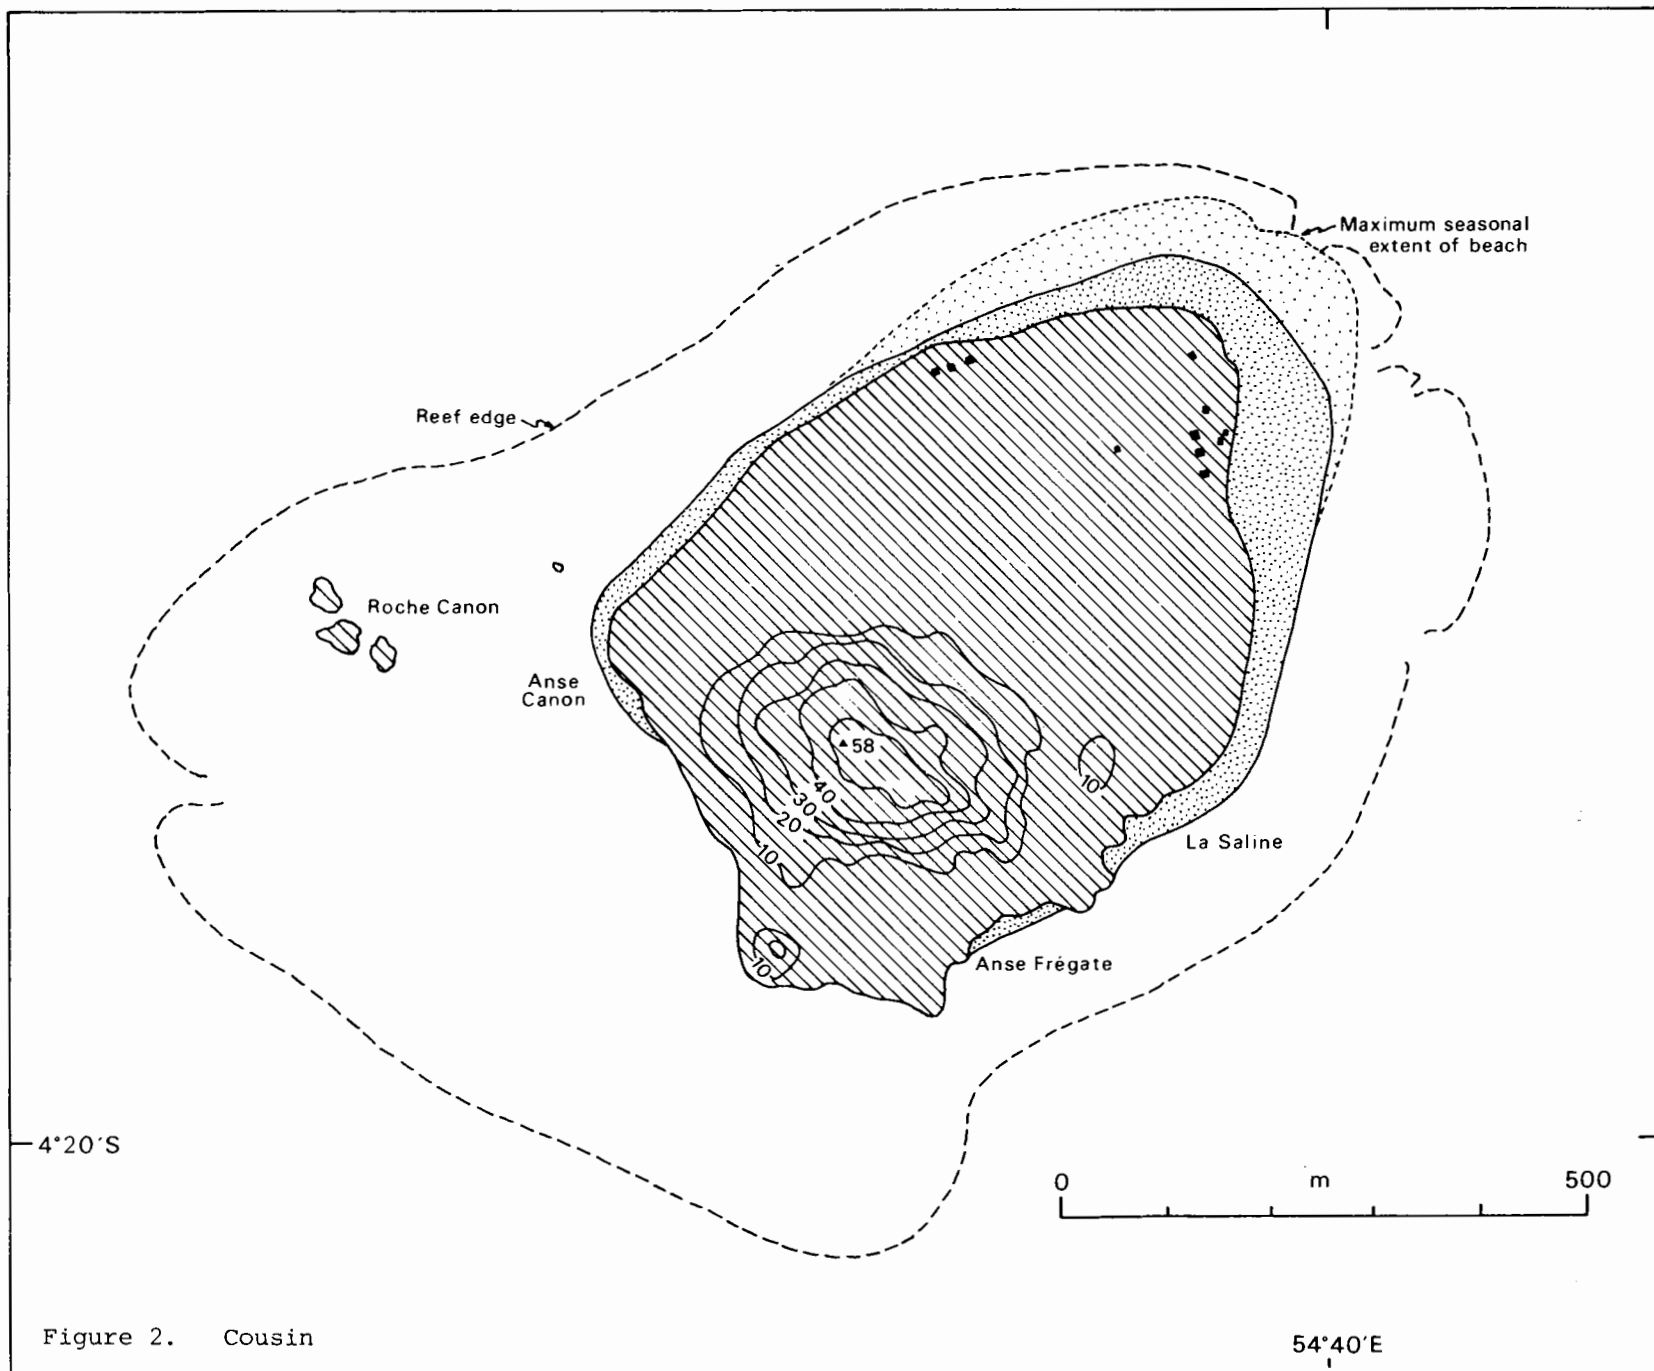 Maximum seasonal
extent of beach
Reef edge
Roche Canon
Anse
Canon
58
40
30
20
10
10
10
La Saline
Anse Frégate
4°20'S
0 m 500
Figure 2. Cousin
54°40'E